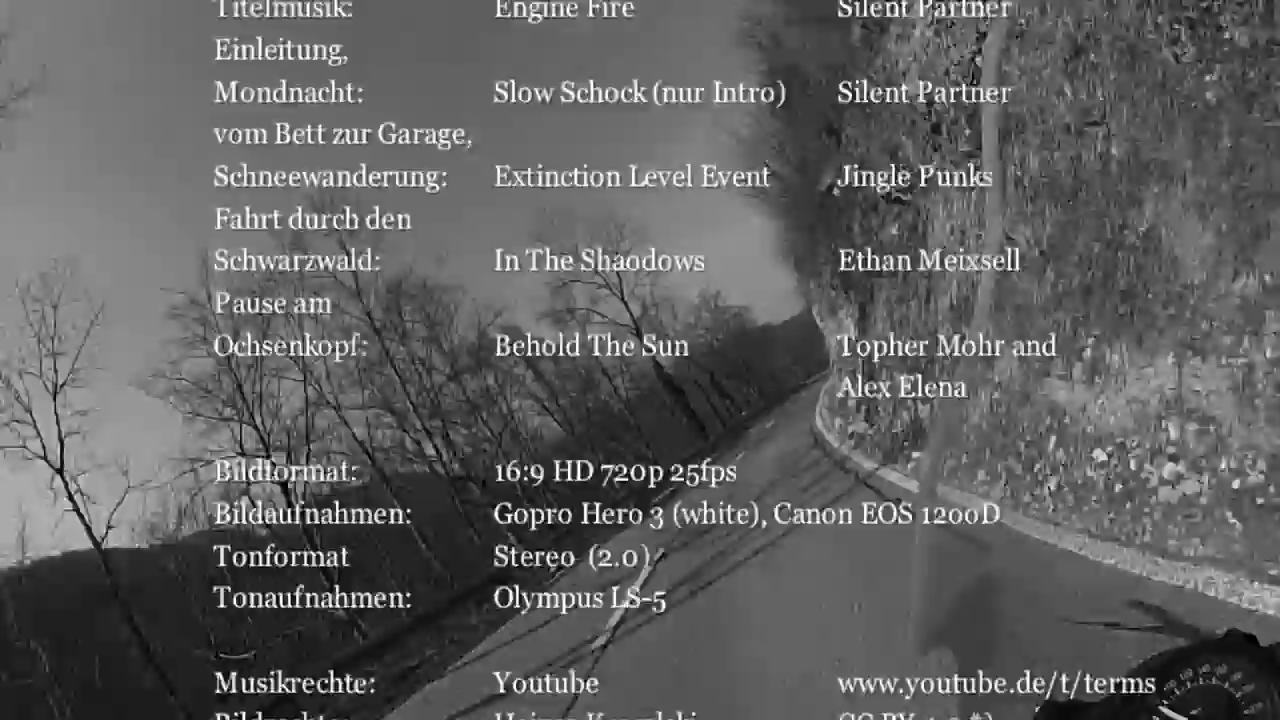 Titelmusik: Engine Fire Silent Partner
Einleitung,
Mondnacht: Slow Schock (nur Intro) Silent Partner
vom Bett zur Garage,
Schneewanderung: Extinction Level Event Jingle Punks
Fahrt durch den
Schwarzwald: In The Shaodows Ethan Meixsell
Pause am
Ochsenkopf: Behold The Sun Topher Mohr and
Alex Elena
Bildformat: 16:9 HD 720p 25fps
Bildaufnahmen: Gopro Hero 3 (white), Canon EOS 1200D
Tonformat Stereo (2.0)
Tonaufnahmen: Olympus LS-5
Musikrechte: Youtube www.youtube.de/t/terms